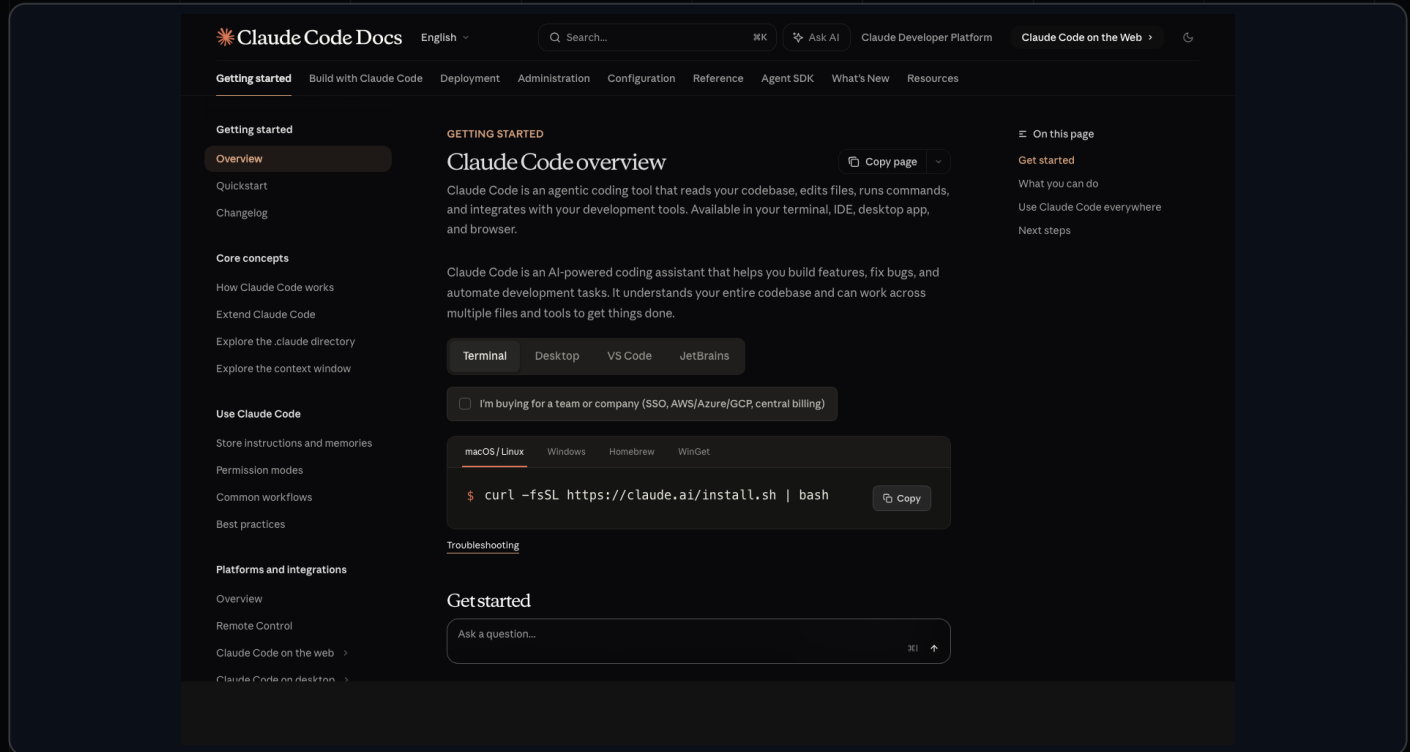 Claude Code Docs
English
Search...
⌘K
Ask AI
Claude Developer Platform
Claude Code on the Web ›
Getting started
Build with Claude Code
Deployment
Administration
Configuration
Reference
Agent SDK
What's New
Resources
Getting started
Overview
Quickstart
Changelog
Core concepts
How Claude Code works
Extend Claude Code
Explore the .claude directory
Explore the context window
Use Claude Code
Store instructions and memories
Permission modes
Common workflows
Best practices
Platforms and integrations
Overview
Remote Control
Claude Code on the web ›
Claude Code on desktop ›
GETTING STARTED
Claude Code overview
Copy page
Claude Code is an agentic coding tool that reads your codebase, edits files, runs commands,
and integrates with your development tools. Available in your terminal, IDE, desktop app,
and browser.
Claude Code is an AI-powered coding assistant that helps you build features, fix bugs, and
automate development tasks. It understands your entire codebase and can work across
multiple files and tools to get things done.
Terminal
Desktop
VS Code
JetBrains
I'm buying for a team or company (SSO, AWS/Azure/GCP, central billing)
macOS / Linux
Windows
Homebrew
WinGet
$ curl -fsSL https://claude.ai/install.sh | bash
Copy
Troubleshooting
Get started
Ask a question...
⌘I
On this page
Get started
What you can do
Use Claude Code everywhere
Next steps